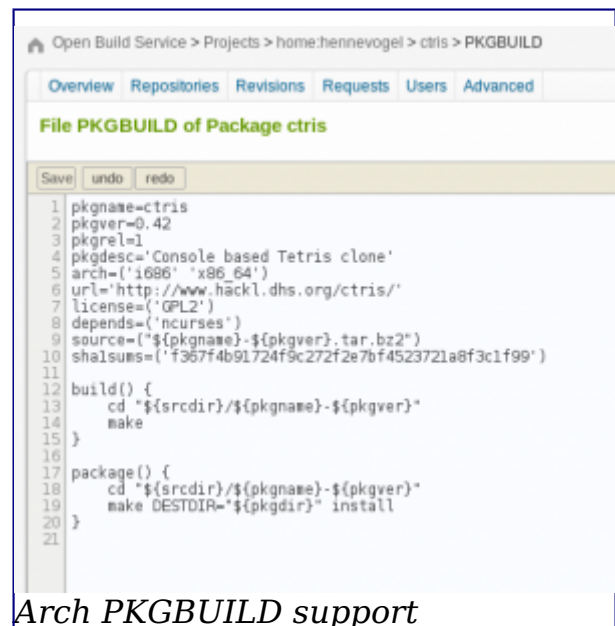 Open Build Service > Projects > home:hennevogel > ctris > PKGBUILD
Overview Repositories Revisions Requests Users Advanced
File PKGBUILD of Package ctris
Save undo redo
1 pkgname=ctris
2 pkgver=0.42
3 pkgrel=1
4 pkgdesc='Console based Tetris clone'
5 arch=('i686' 'x86_64')
6 url='http://www.hackl.dhs.org/ctris/'
7 license=('GPL2')
8 depends=('ncurses')
9 source=("${pkgname}-${pkgver}.tar.bz2")
10 sha1sums=('f367f4b91724f9c272f2e7bf4523721a8f3c1f99')
11
12 build() {
13 cd "${srcdir}/${pkgname}-${pkgver}"
14 make
15 }
16
17 package() {
18 cd "${srcdir}/${pkgname}-${pkgver}"
19 make DESTDIR="${pkgdir}" install
20 }
21
Arch PKGBUILD support